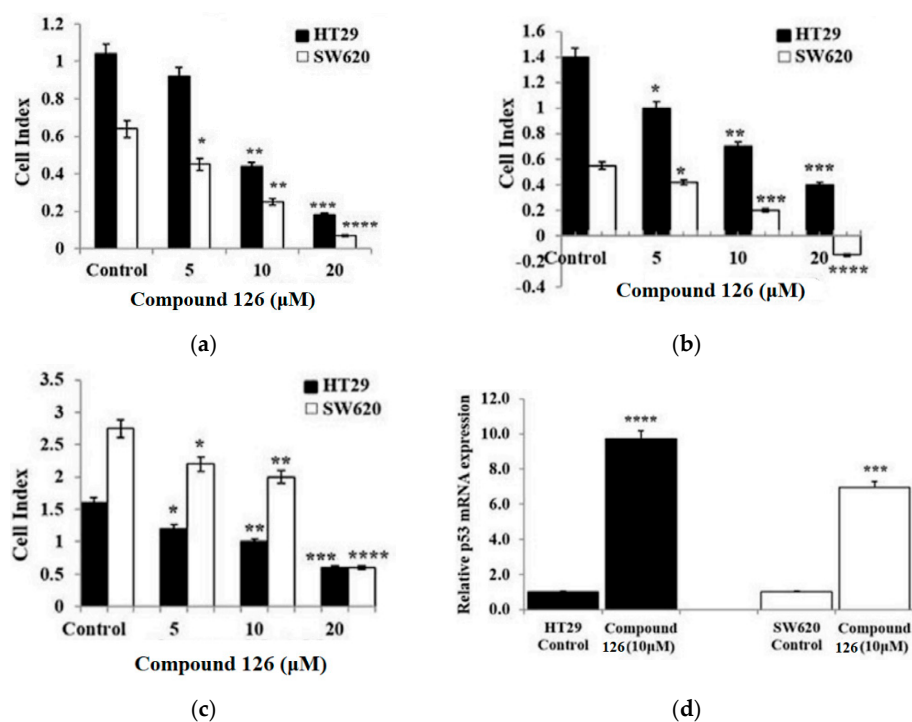 1.2
1
0.8
0.6
0.4
0.2
0
Cell Index
HT29
SW620
*
**
**
***
****
Control 5 10 20
Compound 126 (µM)
(a)
1.6
1.4
1.2
1
0.8
0.6
0.4
0.2
0
-0.2
-0.4
Cell Index
HT29
SW620
*
*
**
***
***
****
Control 5 10 20
Compound 126 (µM)
(b)
3.5
3
2.5
2
1.5
1
0.5
0
Cell Index
HT29
SW620
*
*
**
**
***
****
Control 5 10 20
Compound 126 (µM)
(c)
12.0
10.0
8.0
6.0
4.0
2.0
0.0
Relative p53 mRNA expression
****
***
HT29 Compound SW620 Compound
Control 126 (10µM) Control 126 (10µM)
(d)